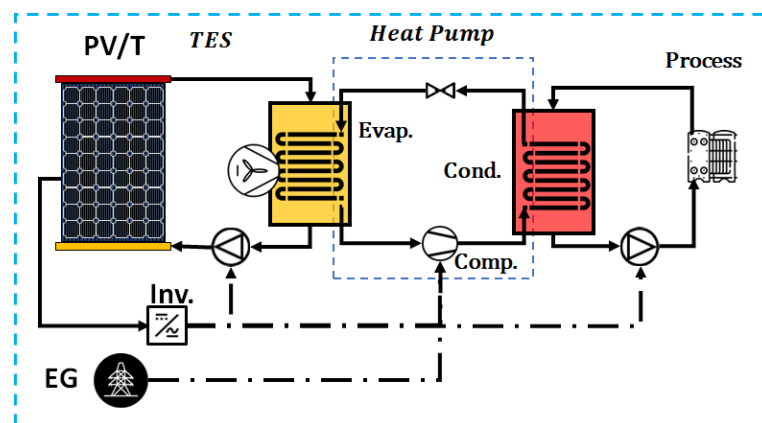 PV/T
TES
Heat Pump
Process
Evap.
Cond.
Comp.
Inv.
EG